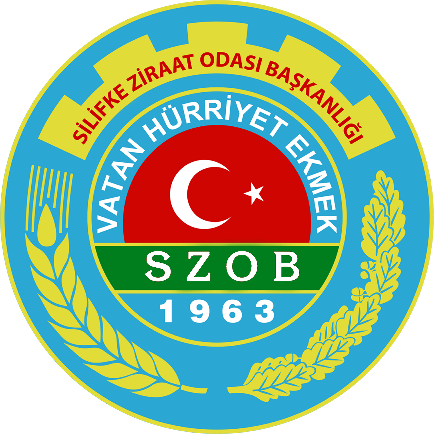 SİLİFKE ZİRAAT ODASI BAŞKANLIĞI
VATAN HÜRRİYET EKMEK
SZOB
1963